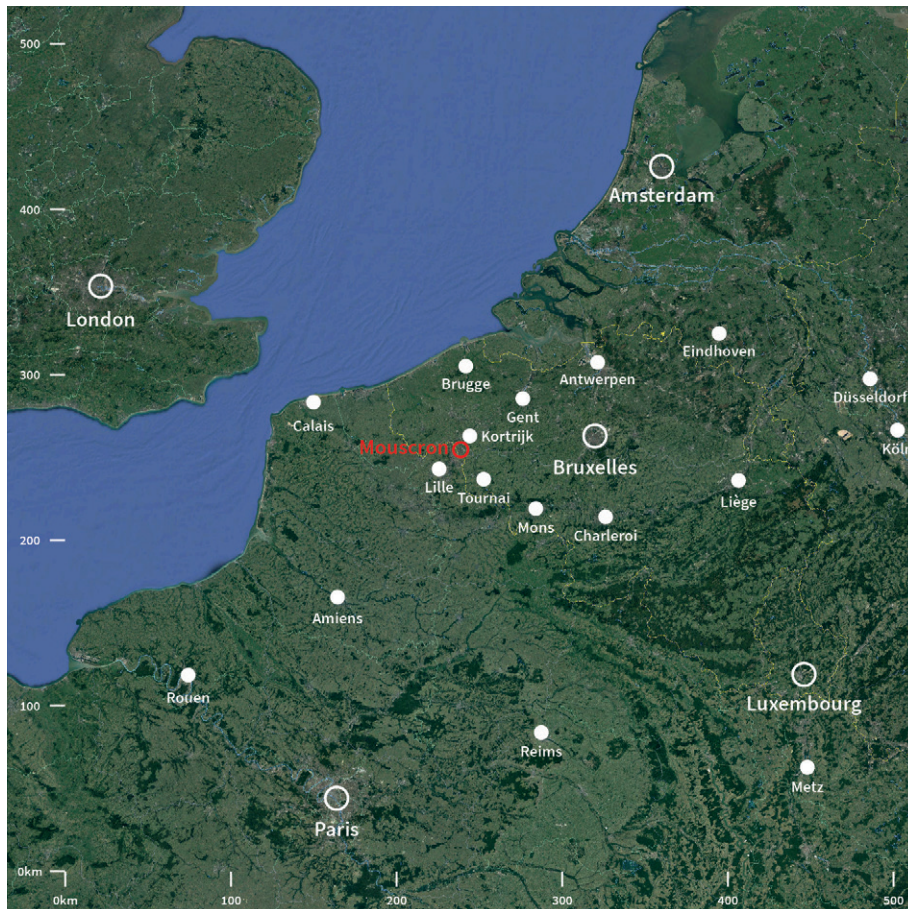 500
Amsterdam
400
London
Eindhoven
300
Antwerpen
Brugge
Düsseldorf
Gent
Calais
Kortrijk
Mouscron
Köln
Bruxelles
Lille
Tournai
Liège
Mons
Charleroi
200
Amiens
Rouen
Luxembourg
100
Reims
Metz
Paris
0km
0km
100
200
300
400
500